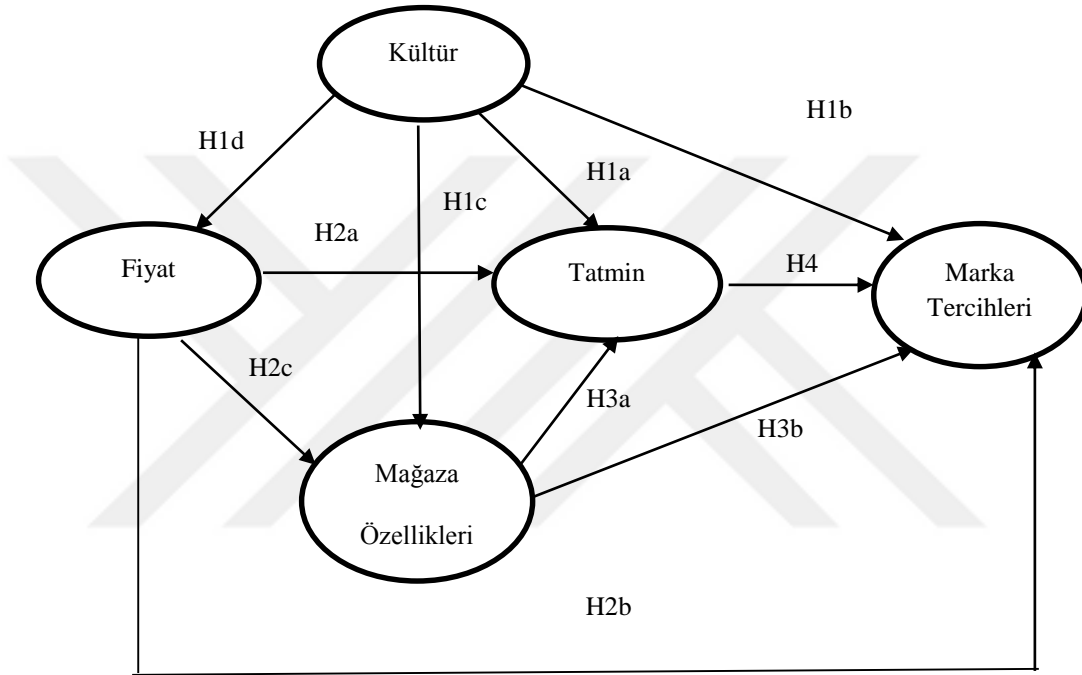 Kültür
H1b
H1d
H1a
H1c
H2a
Fiyat
Tatmin
H4
Marka
Tercihleri
H2c
H3a
H3b
Mağaza
Özellikleri
H2b